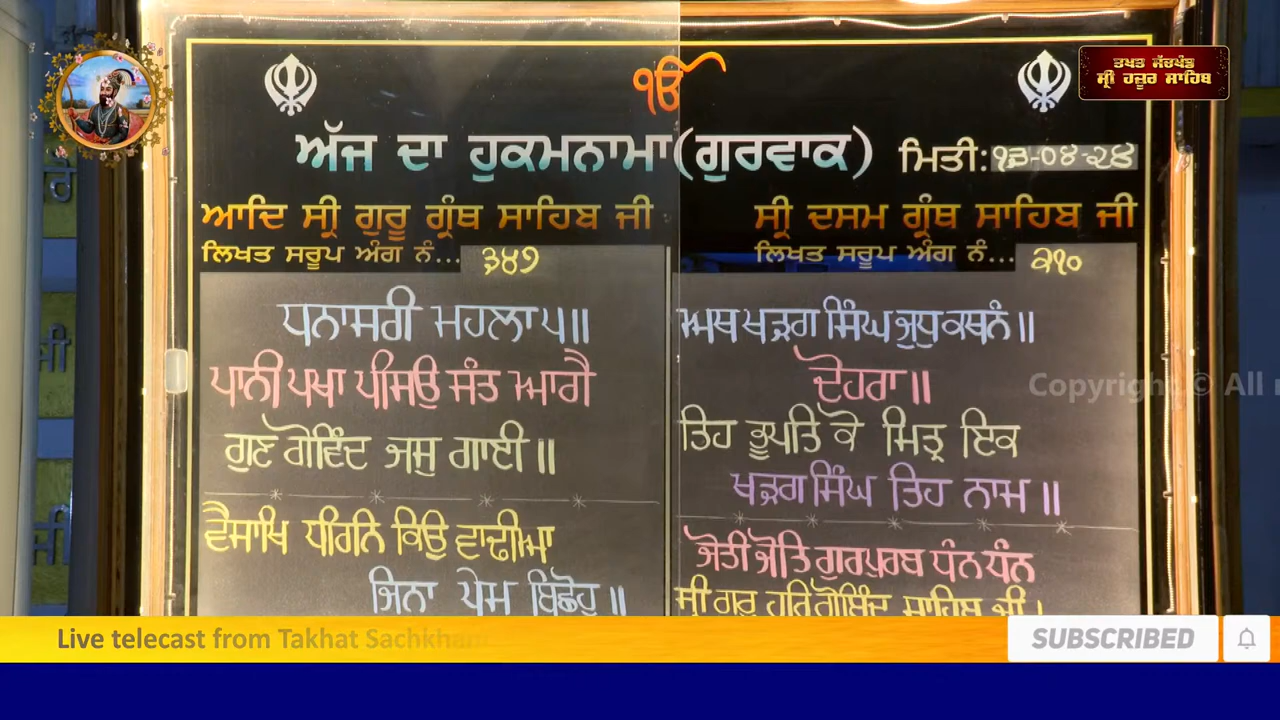 ੴ
ਤਖਤ ਸੱਚਖੰਡ
ਸ੍ਰੀ ਹਜ਼ੂਰ ਸਾਹਿਬ
ਅੱਜ ਦਾ ਹੁਕਮਨਾਮਾ(ਗੁਰਵਾਕ) ਮਿਤੀ:੧੩-੦੪-੨੪
ਆਦਿ ਸ੍ਰੀ ਗੁਰੂ ਗ੍ਰੰਥ ਸਾਹਿਬ ਜੀ
ਲਿਖਤ ਸਰੂਪ ਅੰਗ ਨੰ... ੩੪੭
ਧਨਾਸਰੀ ਮਹਲਾ ੫॥
ਪਾਨੀ ਪਖਾ ਪੀਸਉ ਸੰਤ ਆਗੈ
ਗੁਣ ਗੋਵਿੰਦ ਜਸੁ ਗਾਈ॥
ਵੈਸਾਖਿ ਧੀਰਨਿ ਕਿਉ ਵਾਢੀਆ
ਜਿਨਾ ਪ੍ਰੇਮ ਬਿਛੋਹੁ॥
ਸ੍ਰੀ ਦਸਮ ਗ੍ਰੰਥ ਸਾਹਿਬ ਜੀ
ਲਿਖਤ ਸਰੂਪ ਅੰਗ ਨੰ... ੨੧੦
ਅਥ ਖੜਗ ਸਿੰਘ ਜੁਧੁ ਕਥਨੰ॥
ਦੋਹਰਾ॥
ਤਿਹ ਭੂਪਤਿ ਕੋ ਮਿਤ੍ਰ ਇਕ
ਖੜਗ ਸਿੰਘ ਤਿਹ ਨਾਮ॥
ਜੋਤੀ ਜੋਤਿ ਗੁਰਪੁਰਬ ਧੰਨ ਧੰਨ
ਸ੍ਰੀ ਗੁਰੂ ਹਰਿਗੋਬਿੰਦ ਸਾਹਿਬ ਜੀ।
Copyright © All
Live telecast from Takhat Sachkhan
SUBSCRIBED